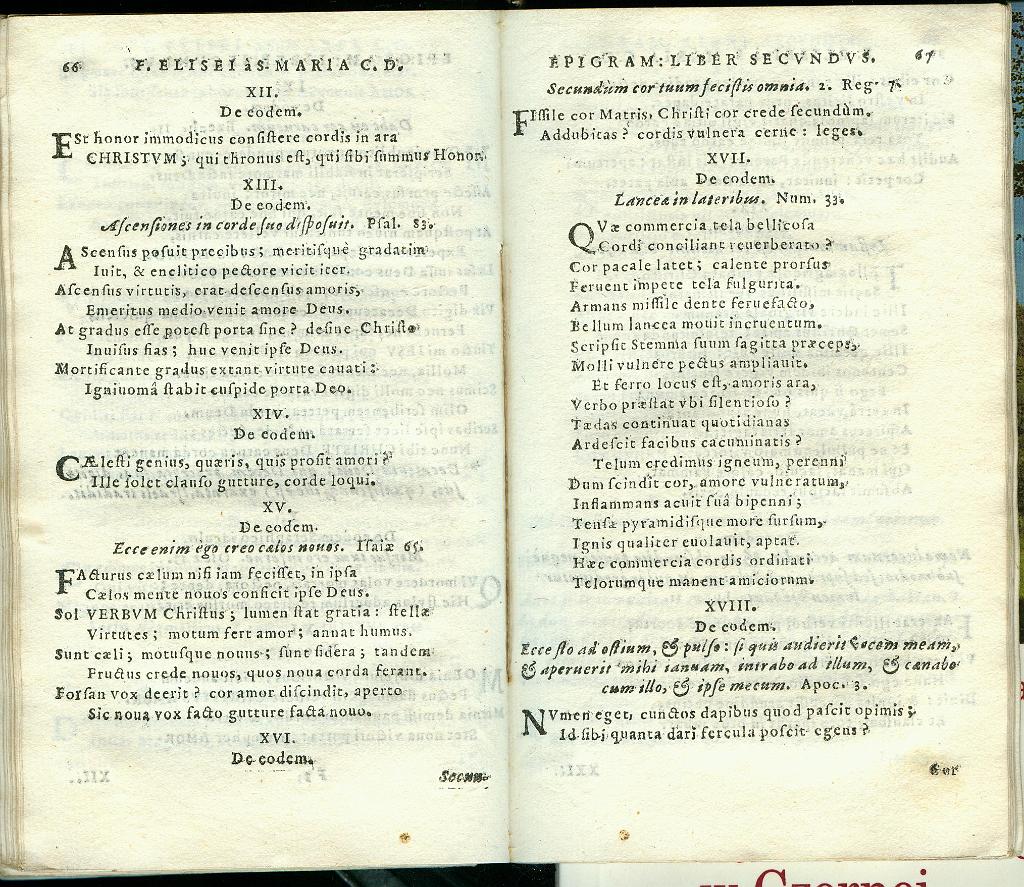 66 F. ELISEI à S. MARIA C. D.
XII.
De eodem.
ESt honor immodicus consistere cordis in ara
CHRISTVM; qui thronus est, qui sibi summus Honor.
XIII.
De eodem.
Ascensiones in corde suo disposuit. Psal. 83.
AScensus posuit precibus; meritisquè gradatim
Iuit, & enclitico pectore vicit iter.
Ascensus virtutis, erat descensus amoris,
Emeritus medio venit amore Deus.
At gradus esse potest porta sine? desine Christo
Inuisus fias; huc venit ipse Deus.
Mortificante gradus extant virtute cauati:
Igniuomâ stabit cuspide porta Deo.
XIV.
De eodem.
CÆlesti genius, quæris, quis prosit amori?
Ille solet clauso gutture, corde loqui.
XV.
De eodem.
Ecce enim ego creo cælos nouos. Isaiæ 65.
FActurus cælum nisi iam fecisset, in ipsa
Cælos mente nouos conficit ipse Deus.
Sol VERBVM Christus; lumen stat gratia: stellæ
Virtutes; motum fert amor; annat humus.
Sunt cæli; motusque nouus; sunt sidera; tandem
Fructus crede nouos, quos noua corda ferant.
Forsan vox deerit? cor amor discindit, aperto
Sic noua vox facto gutture facta nouo.
XVI.
De eodem.
Secun-
EPIGRAM: LIBER SECVNDVS. 67
Secundùm cor tuum fecistis omnia. 2. Reg. 7.
FIssile cor Matris, Christi cor crede secundùm.
Addubitas? cordis vulnera cerne: leges.
XVII.
De eodem.
Lanceæ in lateribus. Num. 33.
QVæ commercia tela bellicosa
Cordi conciliant reuerberato?
Cor pacale latet; calente prorsus
Feruent impete tela fulgurita.
Armans missile dente feruefacto.
Bellum lancea mouit incruentum.
Scripsit Stemma suum sagitta præceps,
Molli vulnere pectus ampliauit.
Et ferro locus est, amoris ara,
Verbo præstat vbi silentioso?
Tædas continuat quotidianas
Ardescit facibus cacuminatis?
Telum credimus igneum, perenni
Dum scindit cor, amore vulneratum,
Inflammans acuit suâ bipenni;
Tensæ pyramidisque more sursum,
Ignis qualiter euolauit, aptat.
Hæc commercia cordis ordinati
Telorumque manent amiciorum.
XVIII.
De eodem.
Ecce sto ad ostium, & pulso: si quis audierit vocem meam,
& aperuerit mihi ianuam, intrabo ad illum, & cænabo
cum illo, & ipse mecum. Apoc. 3.
NVmen eget, cunctos dapibus quod pascit opimis;
Id sibi quanta dari fercula poscit egens?
Cor
w Czernej